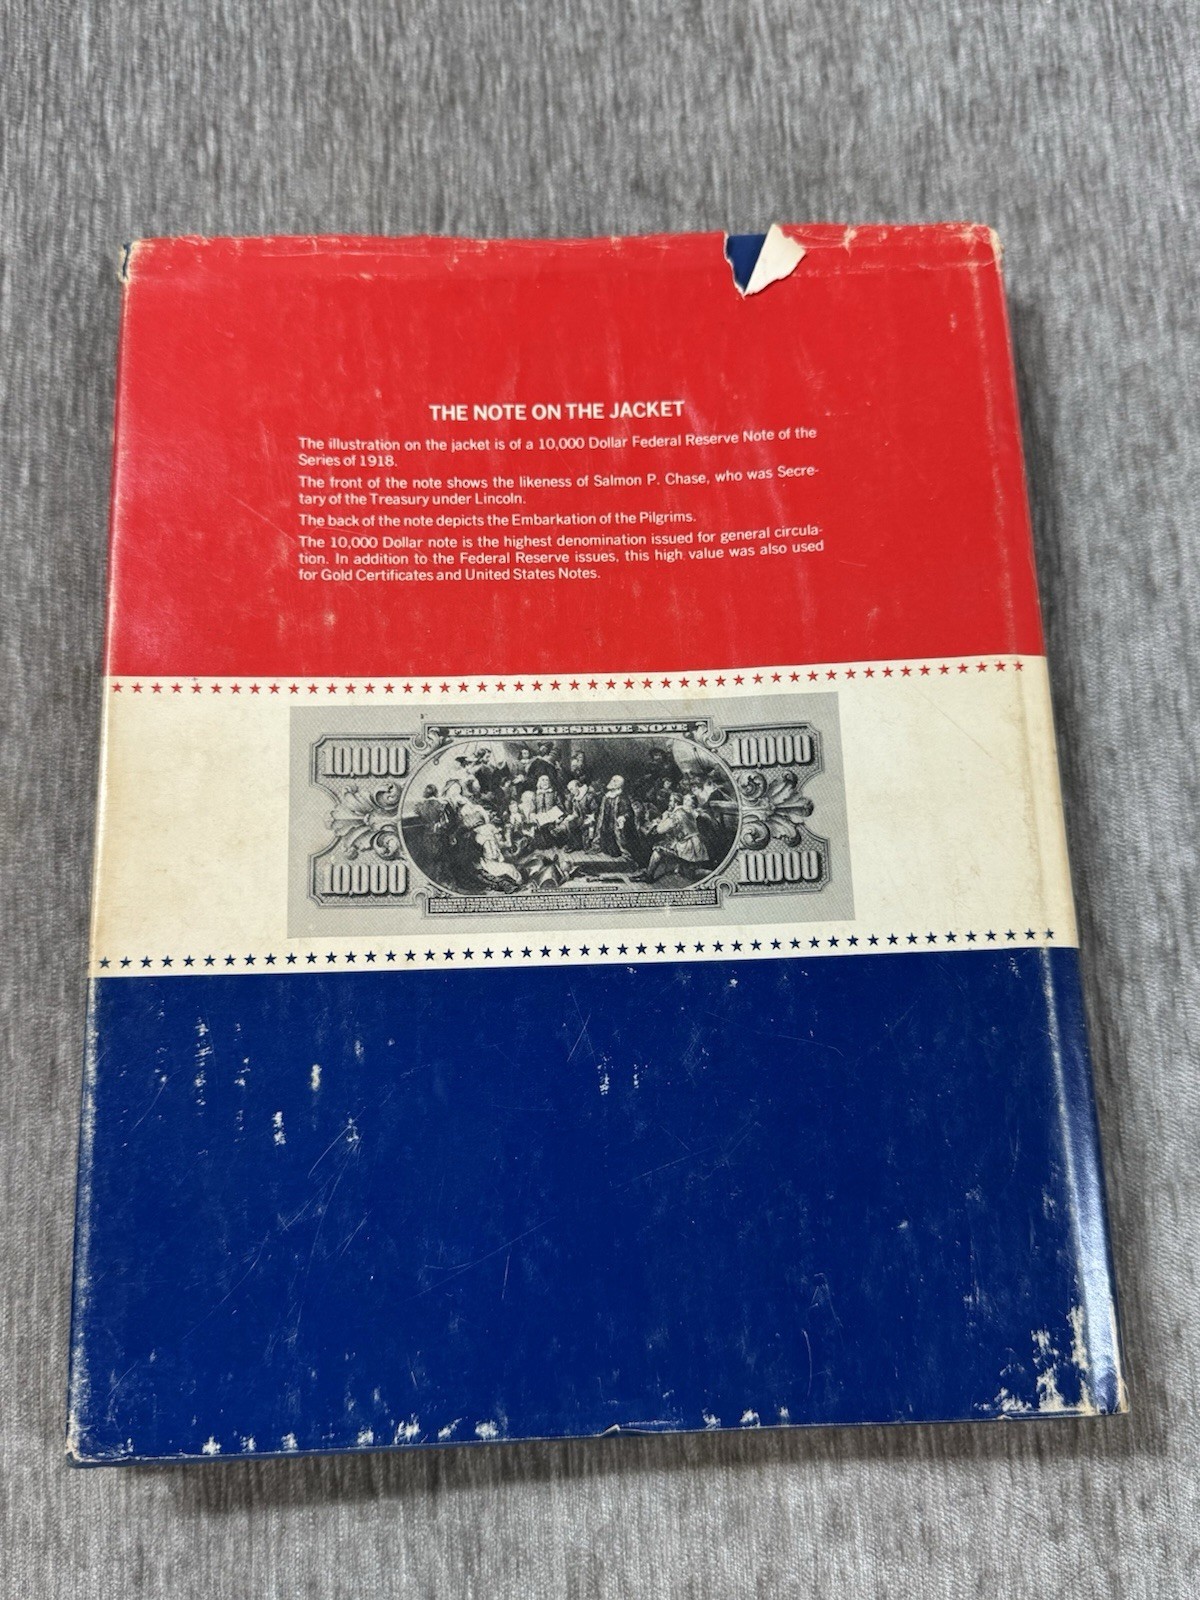 THE NOTE ON THE JACKET
The illustration on the jacket is of a 10,000 Dollar Federal Reserve Note of the
Series of 1918.
The front of the note shows the likeness of Salmon P. Chase, who was Secre-
tary of the Treasury under Lincoln.
The back of the note depicts the Embarkation of the Pilgrims.
The 10,000 Dollar note is the highest denomination issued for general circula-
tion. In addition to the Federal Reserve issues, this high value was also used
for Gold Certificates and United States Notes.
FEDERAL RESERVE NOTE
10,000 10,000
10,000 10,000